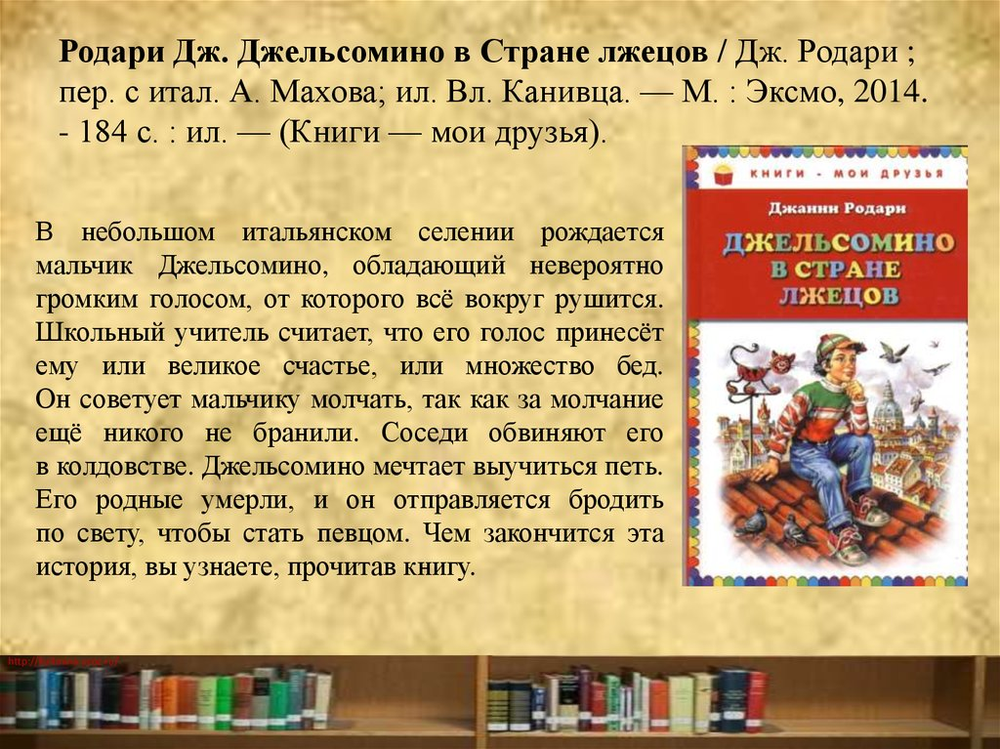 Родари Дж. Джельсомино в Стране лжецов / Дж. Родари ;
пер. с итал. А. Махова; ил. Вл. Канивца. — М. : Эксмо, 2014.
- 184 с. : ил. — (Книги — мои друзья).
В небольшом итальянском селении рождается
мальчик Джельсомино, обладающий невероятно
громким голосом, от которого всё вокруг рушится.
Школьный учитель считает, что его голос принесёт
ему или великое счастье, или множество бед.
Он советует мальчику молчать, так как за молчание
ещё никого не бранили. Соседи обвиняют его
в колдовстве. Джельсомино мечтает выучиться петь.
Его родные умерли, и он отправляется бродить
по свету, чтобы стать певцом. Чем закончится эта
история, вы узнаете, прочитав книгу.
КНИГИ - МОИ ДРУЗЬЯ
Джанни Родари
ДЖЕЛЬСОМИНО
В СТРАНЕ
ЛЖЕЦОВ